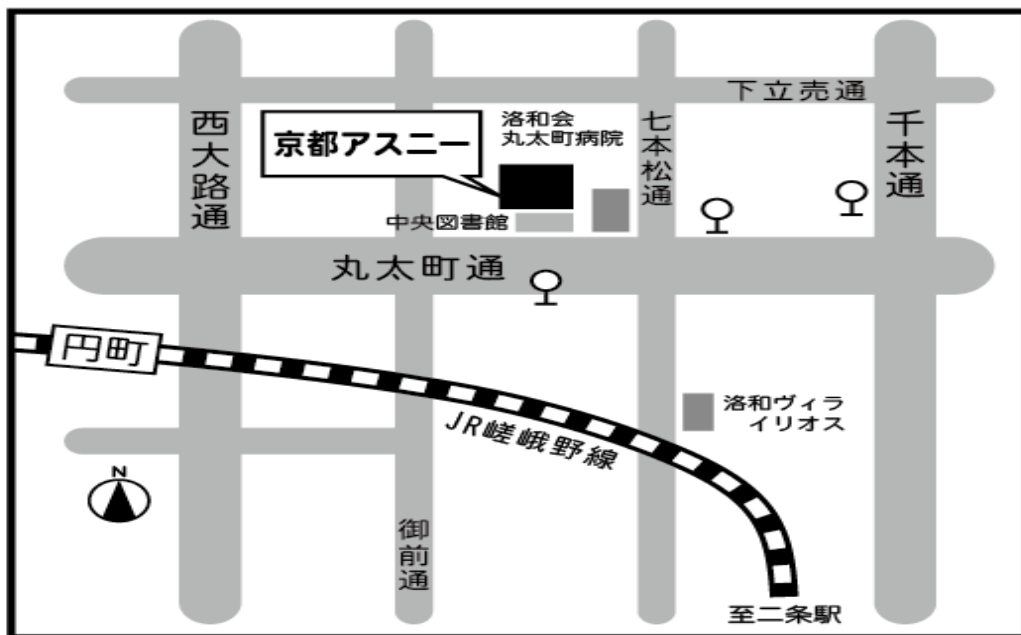 下立売通
西大路通
京都アスニー
洛和会
丸太町病院
七本松通
千本通
中央図書館
丸太町通
円町
JR嵯峨野線
洛和ヴィラ
イリオス
N
御前通
至二条駅